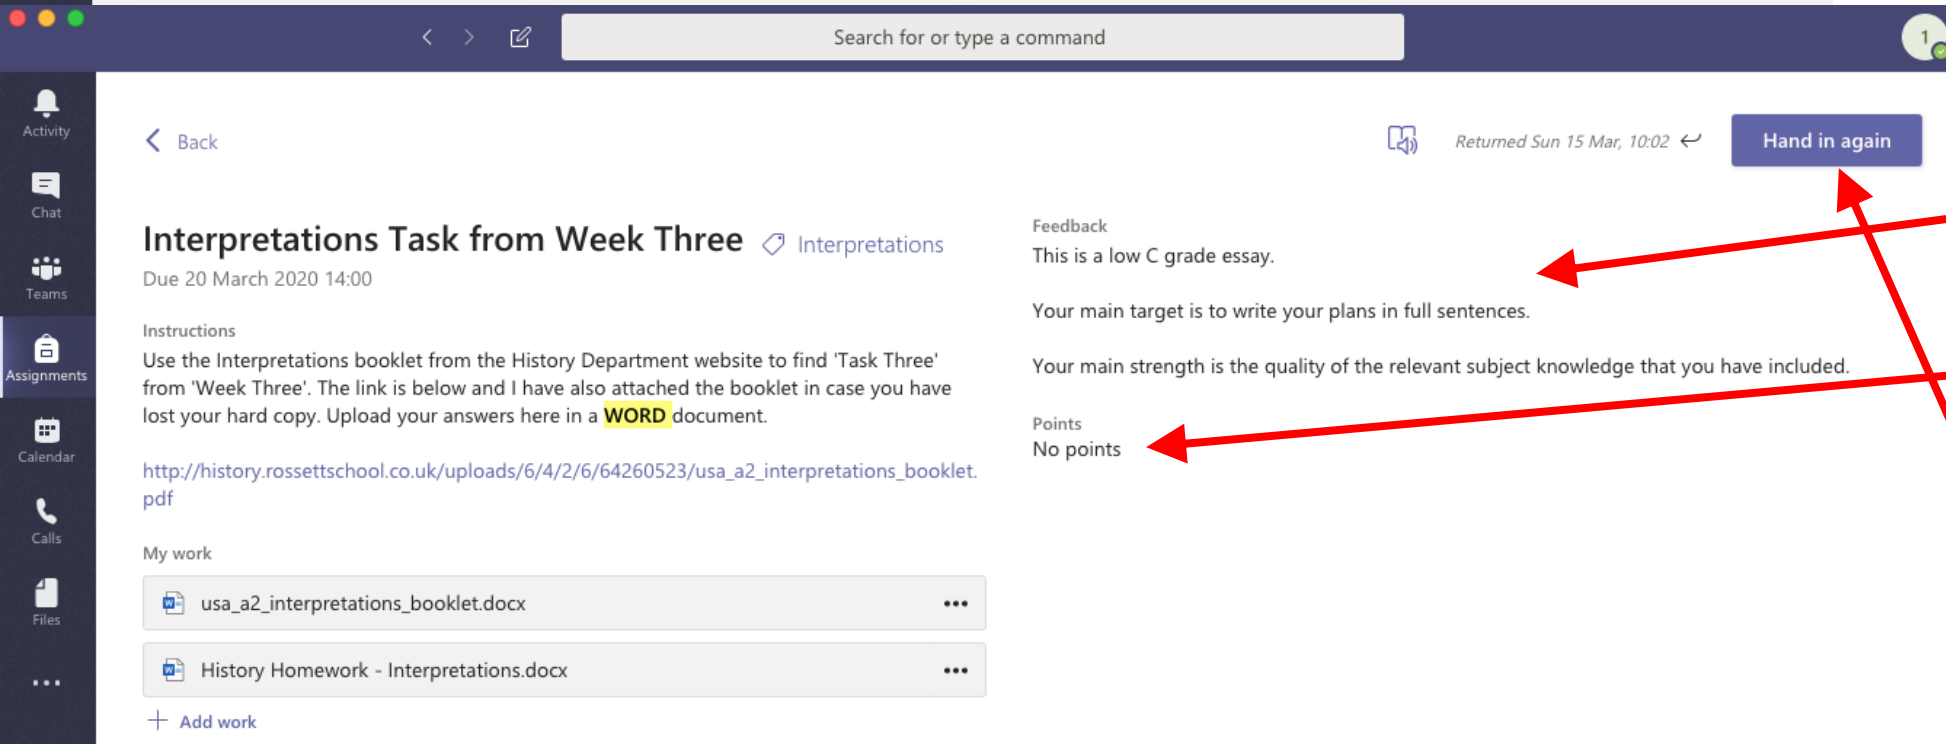 Search for or type a command
1
Activity
Chat
Teams
Assignments
Calendar
Calls
Files
Back
Returned Sun 15 Mar, 10:02
Hand in again
Interpretations Task from Week Three
Interpretations
Due 20 March 2020 14:00
Instructions
Use the Interpretations booklet from the History Department website to find 'Task Three'
from 'Week Three'. The link is below and I have also attached the booklet in case you have
lost your hard copy. Upload your answers here in a WORD document.
http://history.rossettschool.co.uk/uploads/6/4/2/6/64260523/usa_a2_interpretations_booklet.
pdf
My work
usa_a2_interpretations_booklet.docx
History Homework - Interpretations.docx
Add work
Feedback
This is a low C grade essay.
Your main target is to write your plans in full sentences.
Your main strength is the quality of the relevant subject knowledge that you have included.
Points
No points